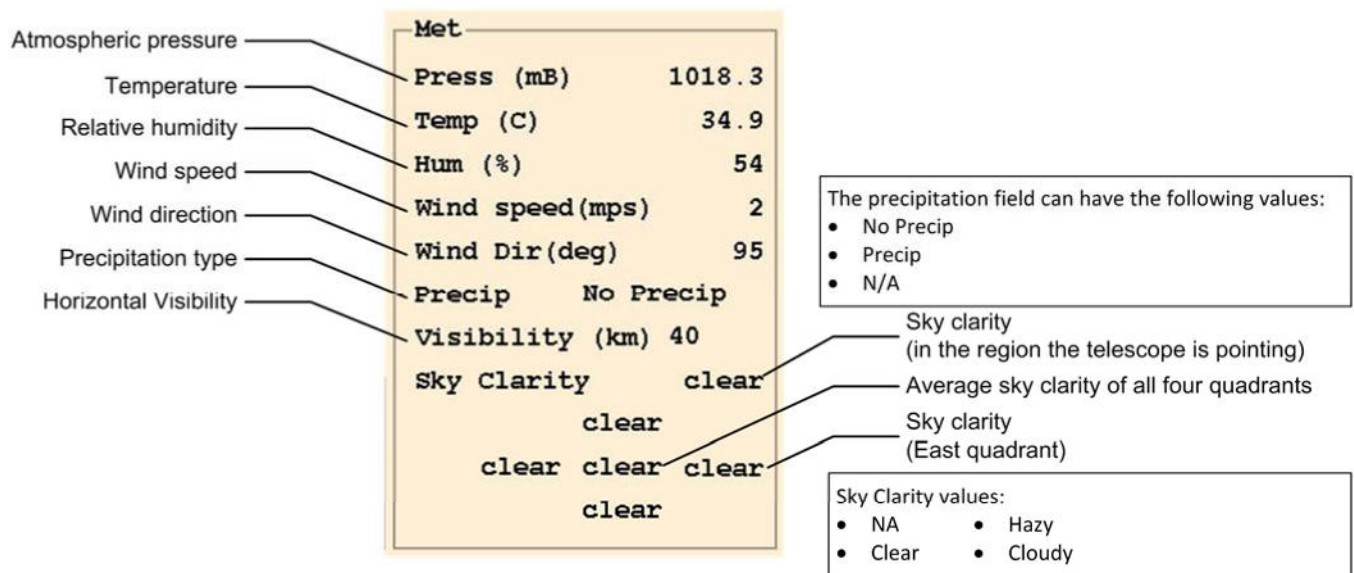 Atmospheric pressure
Temperature
Relative humidity
Wind speed
Wind direction
Precipitation type
Horizontal Visibility
Met
Press (mB) 1018.3
Temp (C) 34.9
Hum (%) 54
Wind speed(mps) 2
Wind Dir(deg) 95
Precip No Precip
Visibility (km) 40
Sky Clarity clear
clear
clear clear clear
clear
The precipitation field can have the following values:
• No Precip
• Precip
• N/A
Sky clarity
(in the region the telescope is pointing)
Average sky clarity of all four quadrants
Sky clarity
(East quadrant)
Sky Clarity values:
• NA • Hazy
• Clear • Cloudy